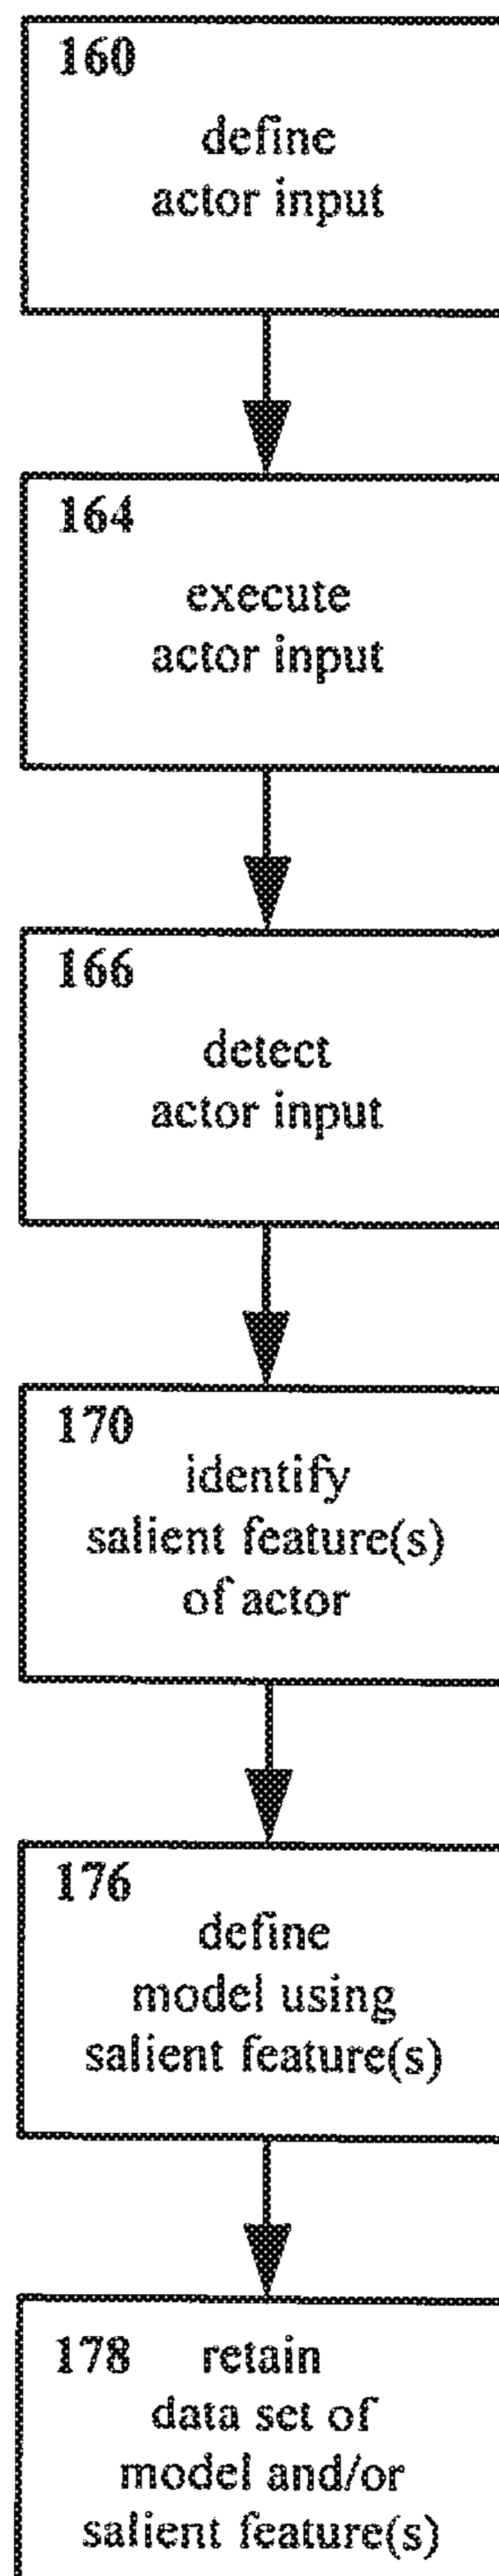 160
define
actor input
164
execute
actor input
166
detect
actor input
170
identify
salient feature(s)
of actor
176
define
model using
salient feature(s)
178 retain
data set of
model and/or
salient feature(s)